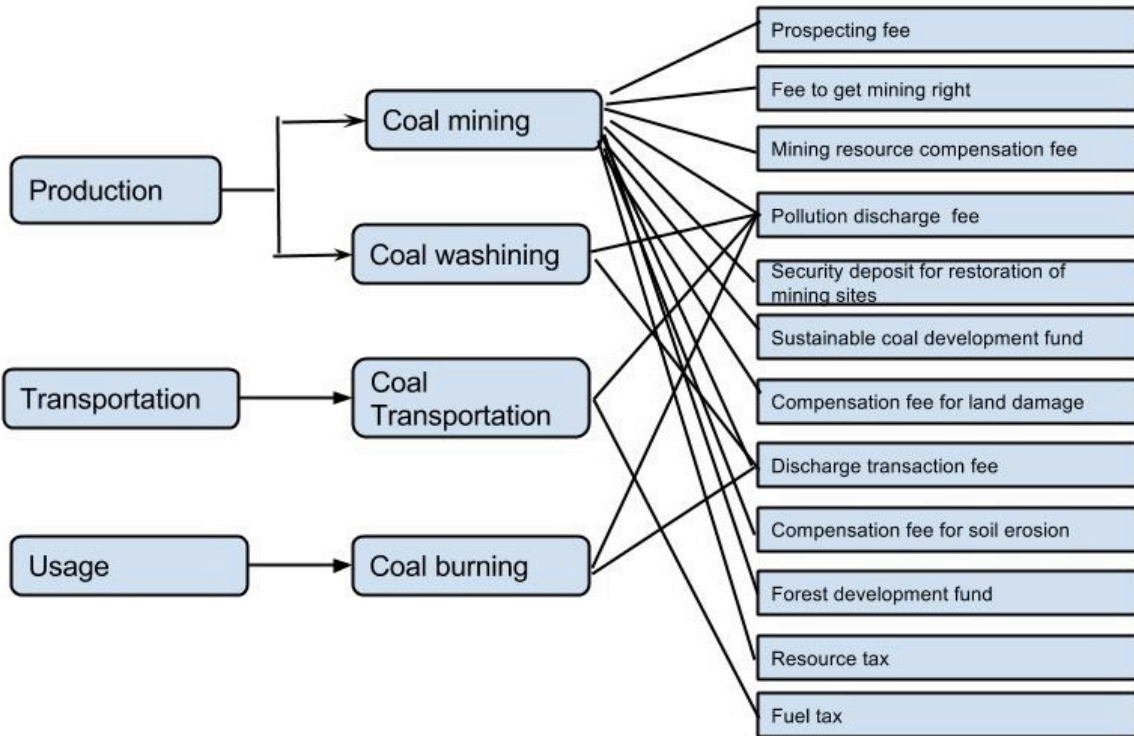 Production
Transportation
Usage
Coal mining
Coal washining
Coal
Transportation
Coal burning
Prospecting fee
Fee to get mining right
Mining resource compensation fee
Pollution discharge fee
Security deposit for restoration of
mining sites
Sustainable coal development fund
Compensation fee for land damage
Discharge transaction fee
Compensation fee for soil erosion
Forest development fund
Resource tax
Fuel tax